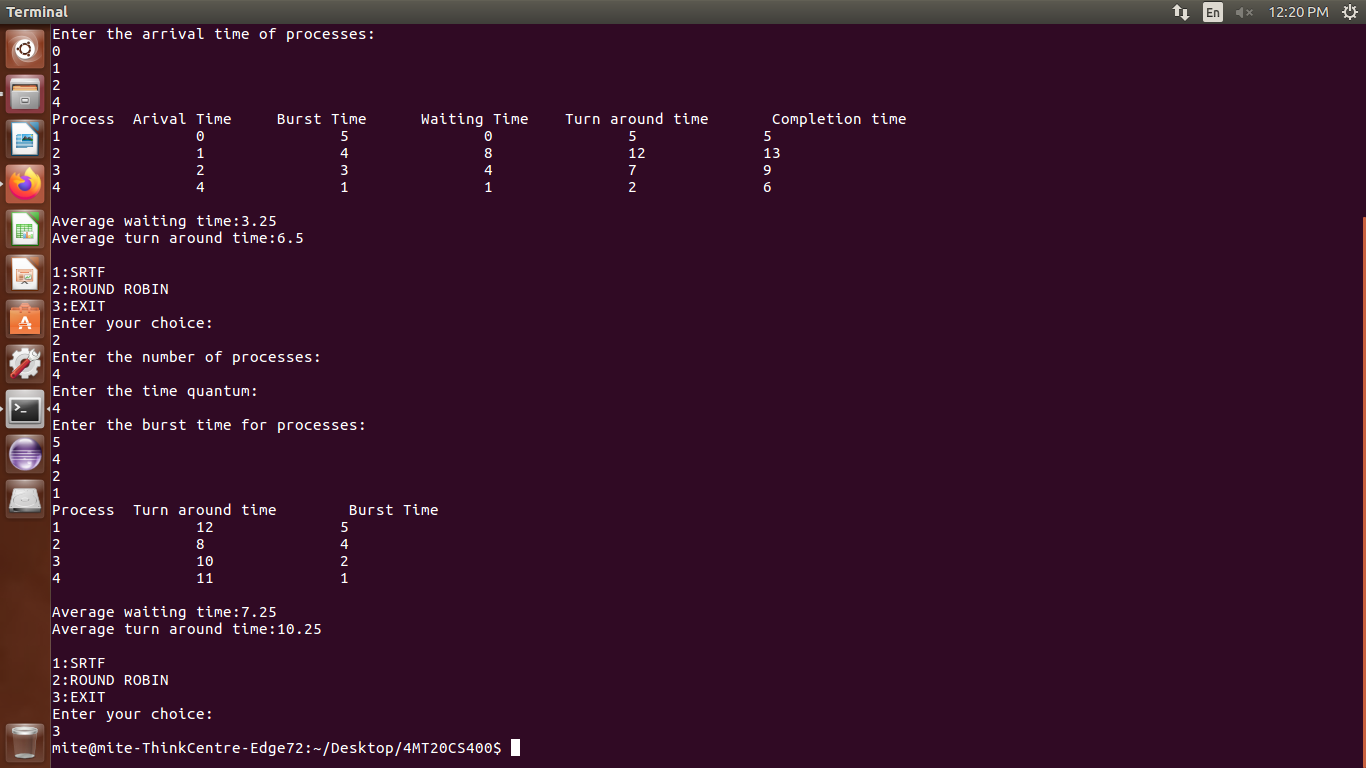 Terminal
En
12:20 PM
Enter the arrival time of processes:
0
1
2
4
Process Arival Time Burst Time Waiting Time Turn around time Completion time
1 0 5 0 5 5
2 1 4 8 12 13
3 2 3 4 7 9
4 4 1 1 2 6
Average waiting time:3.25
Average turn around time:6.5
1:SRTF
2:ROUND ROBIN
3:EXIT
Enter your choice:
2
Enter the number of processes:
4
Enter the time quantum:
4
Enter the burst time for processes:
5
4
2
1
Process Turn around time Burst Time
1 12 5
2 8 4
3 10 2
4 11 1
Average waiting time:7.25
Average turn around time:10.25
1:SRTF
2:ROUND ROBIN
3:EXIT
Enter your choice:
3
mite@mite-ThinkCentre-Edge72:~/Desktop/4MT20CS400$